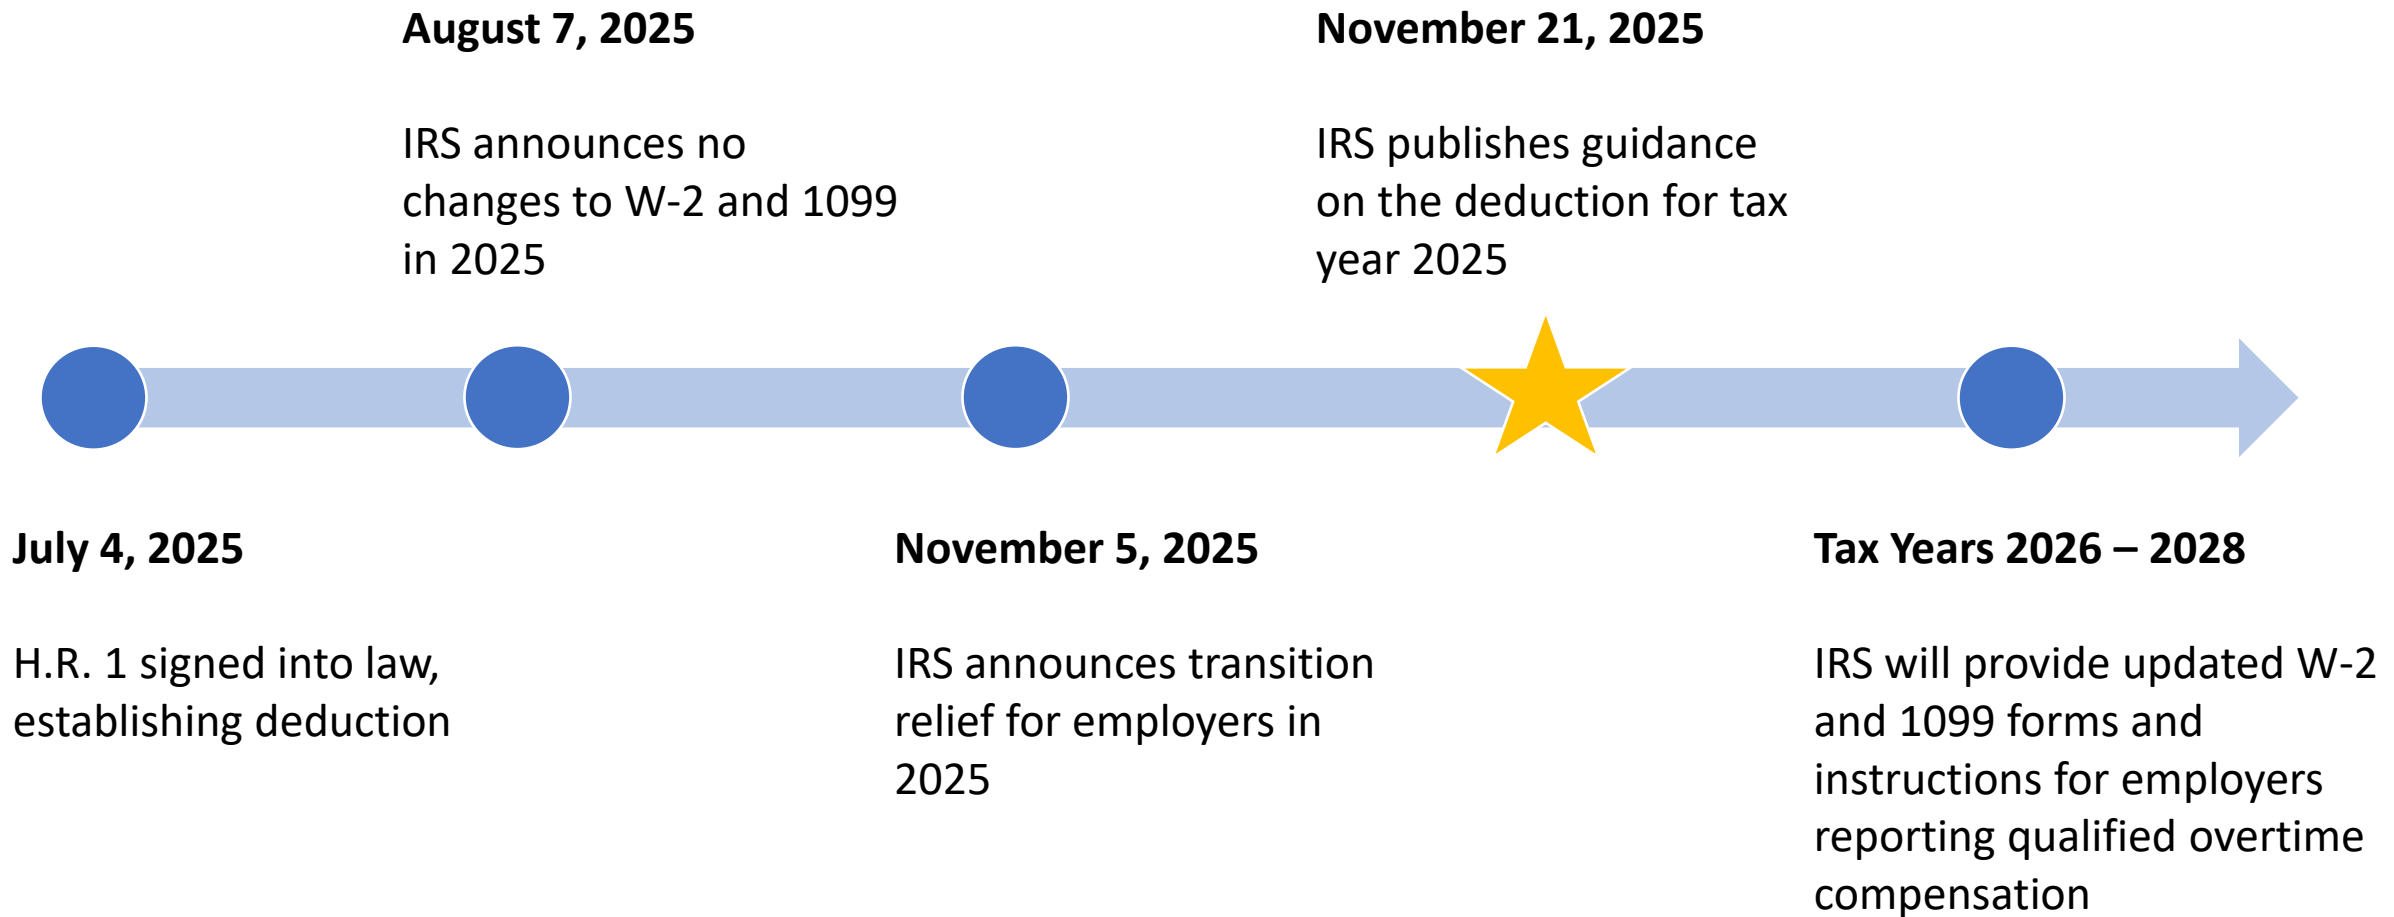 August 7, 2025
IRS announces no
changes to W-2 and 1099
in 2025
November 21, 2025
IRS publishes guidance
on the deduction for tax
year 2025
July 4, 2025
H.R. 1 signed into law,
establishing deduction
November 5, 2025
IRS announces transition
relief for employers in
2025
Tax Years 2026 – 2028
IRS will provide updated W-2
and 1099 forms and
instructions for employers
reporting qualified overtime
compensation